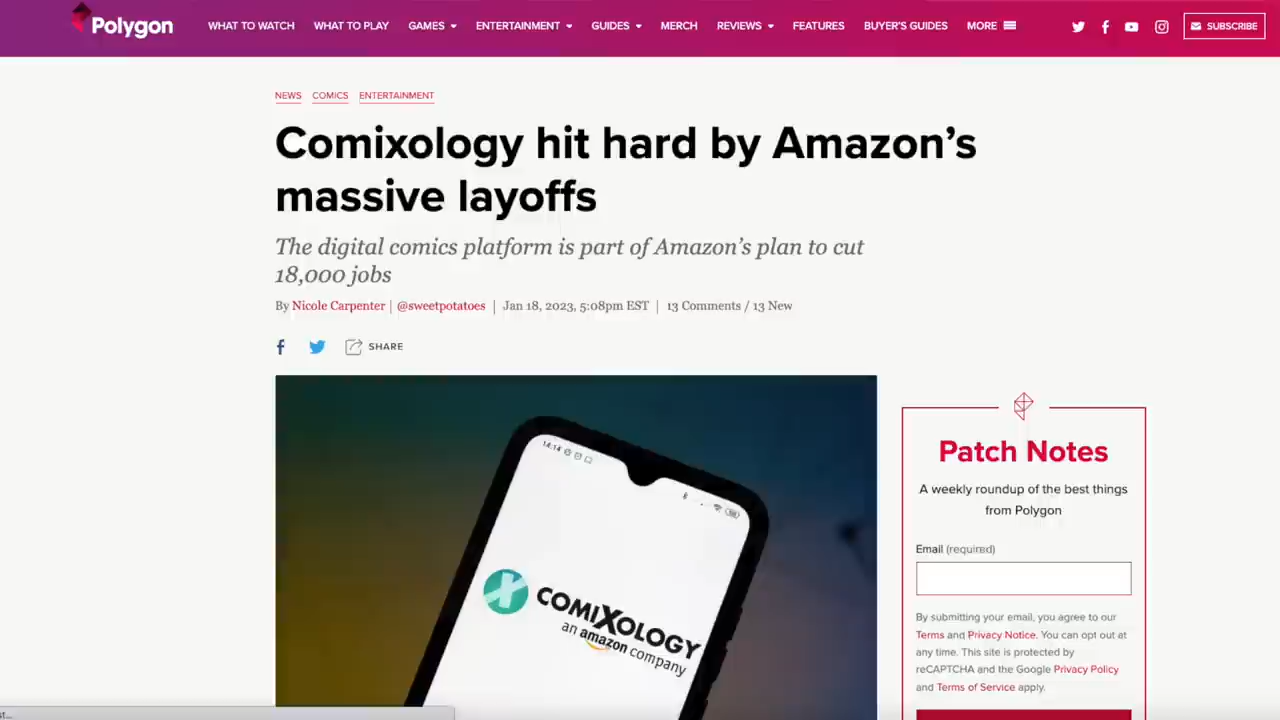 Polygon
WHAT TO WATCH WHAT TO PLAY GAMES ENTERTAINMENT GUIDES MERCH REVIEWS FEATURES BUYER'S GUIDES MORE SUBSCRIBE
NEWS COMICS ENTERTAINMENT
Comixology hit hard by Amazon’s
massive layoffs
The digital comics platform is part of Amazon’s plan to cut
18,000 jobs
By Nicole Carpenter | @sweetpotatoes | Jan 18, 2023, 5:08pm EST | 13 Comments / 13 New
SHARE
14:14
COMIXOLOGY
an amazon company
Patch Notes
A weekly roundup of the best things
from Polygon
Email (required)
By submitting your email, you agree to our
Terms and Privacy Notice. You can opt out at
any time. This site is protected by
reCAPTCHA and the Google Privacy Policy
and Terms of Service apply.